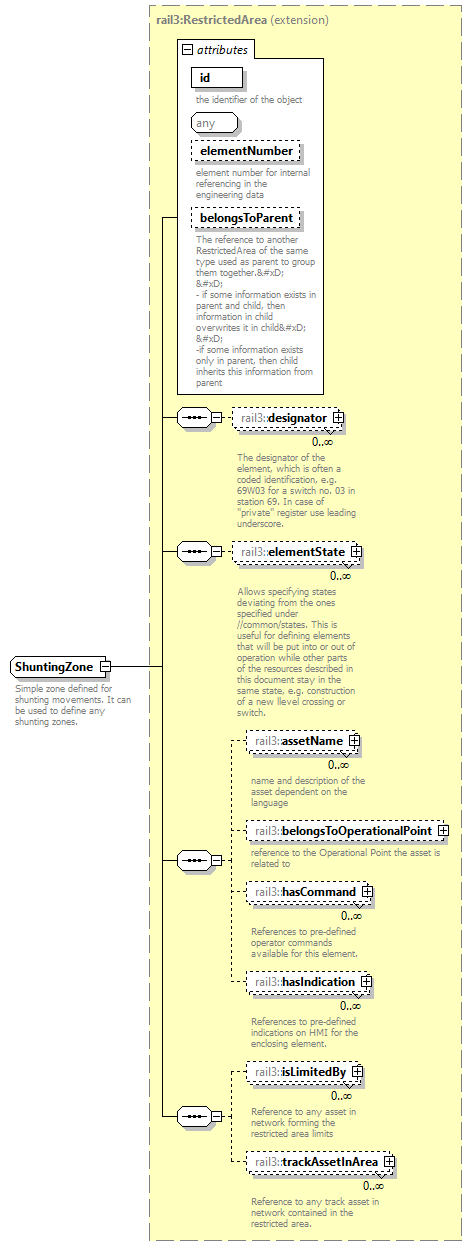 rail3:RestrictedArea (extension)
attributes
id
the identifier of the object
any
elementNumber
element number for internal
referencing in the
engineering data
belongsToParent
The reference to another
RestrictedArea of the same
type used as parent to group
them together.&#xD;
&#xD;
- if some information exists in
parent and child, then
information in child
overwrites it in child&#xD;
&#xD;
-if some information exists
only in parent, then child
inherits this information from
parent
rail3::designator
0..∞
The designator of the
element, which is often a
coded identification, e.g.
69W03 for a switch no. 03 in
station 69. In case of
"private" register use leading
underscore.
rail3::elementState
0..∞
Allows specifying states
deviating from the ones
specified under
//common/states. This is
useful for defining elements
that will be put into or out of
operation while other parts
of the resources described in
this document stay in the
same state, e.g. construction
of a new llevel crossing or
switch.
ShuntingZone
Simple zone defined for
shunting movements. It can
be used to define any
shunting zones.
rail3::assetName
0..∞
name and description of the
asset dependent on the
language
rail3::belongsToOperationalPoint
reference to the Operational Point the asset is
related to
rail3::hasCommand
0..∞
References to pre-defined
operator commands
available for this element.
rail3::hasIndication
0..∞
References to pre-defined
indications on HMI for the
enclosing element.
rail3::isLimitedBy
0..∞
Reference to any asset in
network forming the
restricted area limits
rail3::trackAssetInArea
0..∞
Reference to any track asset in
network contained in the
restricted area.